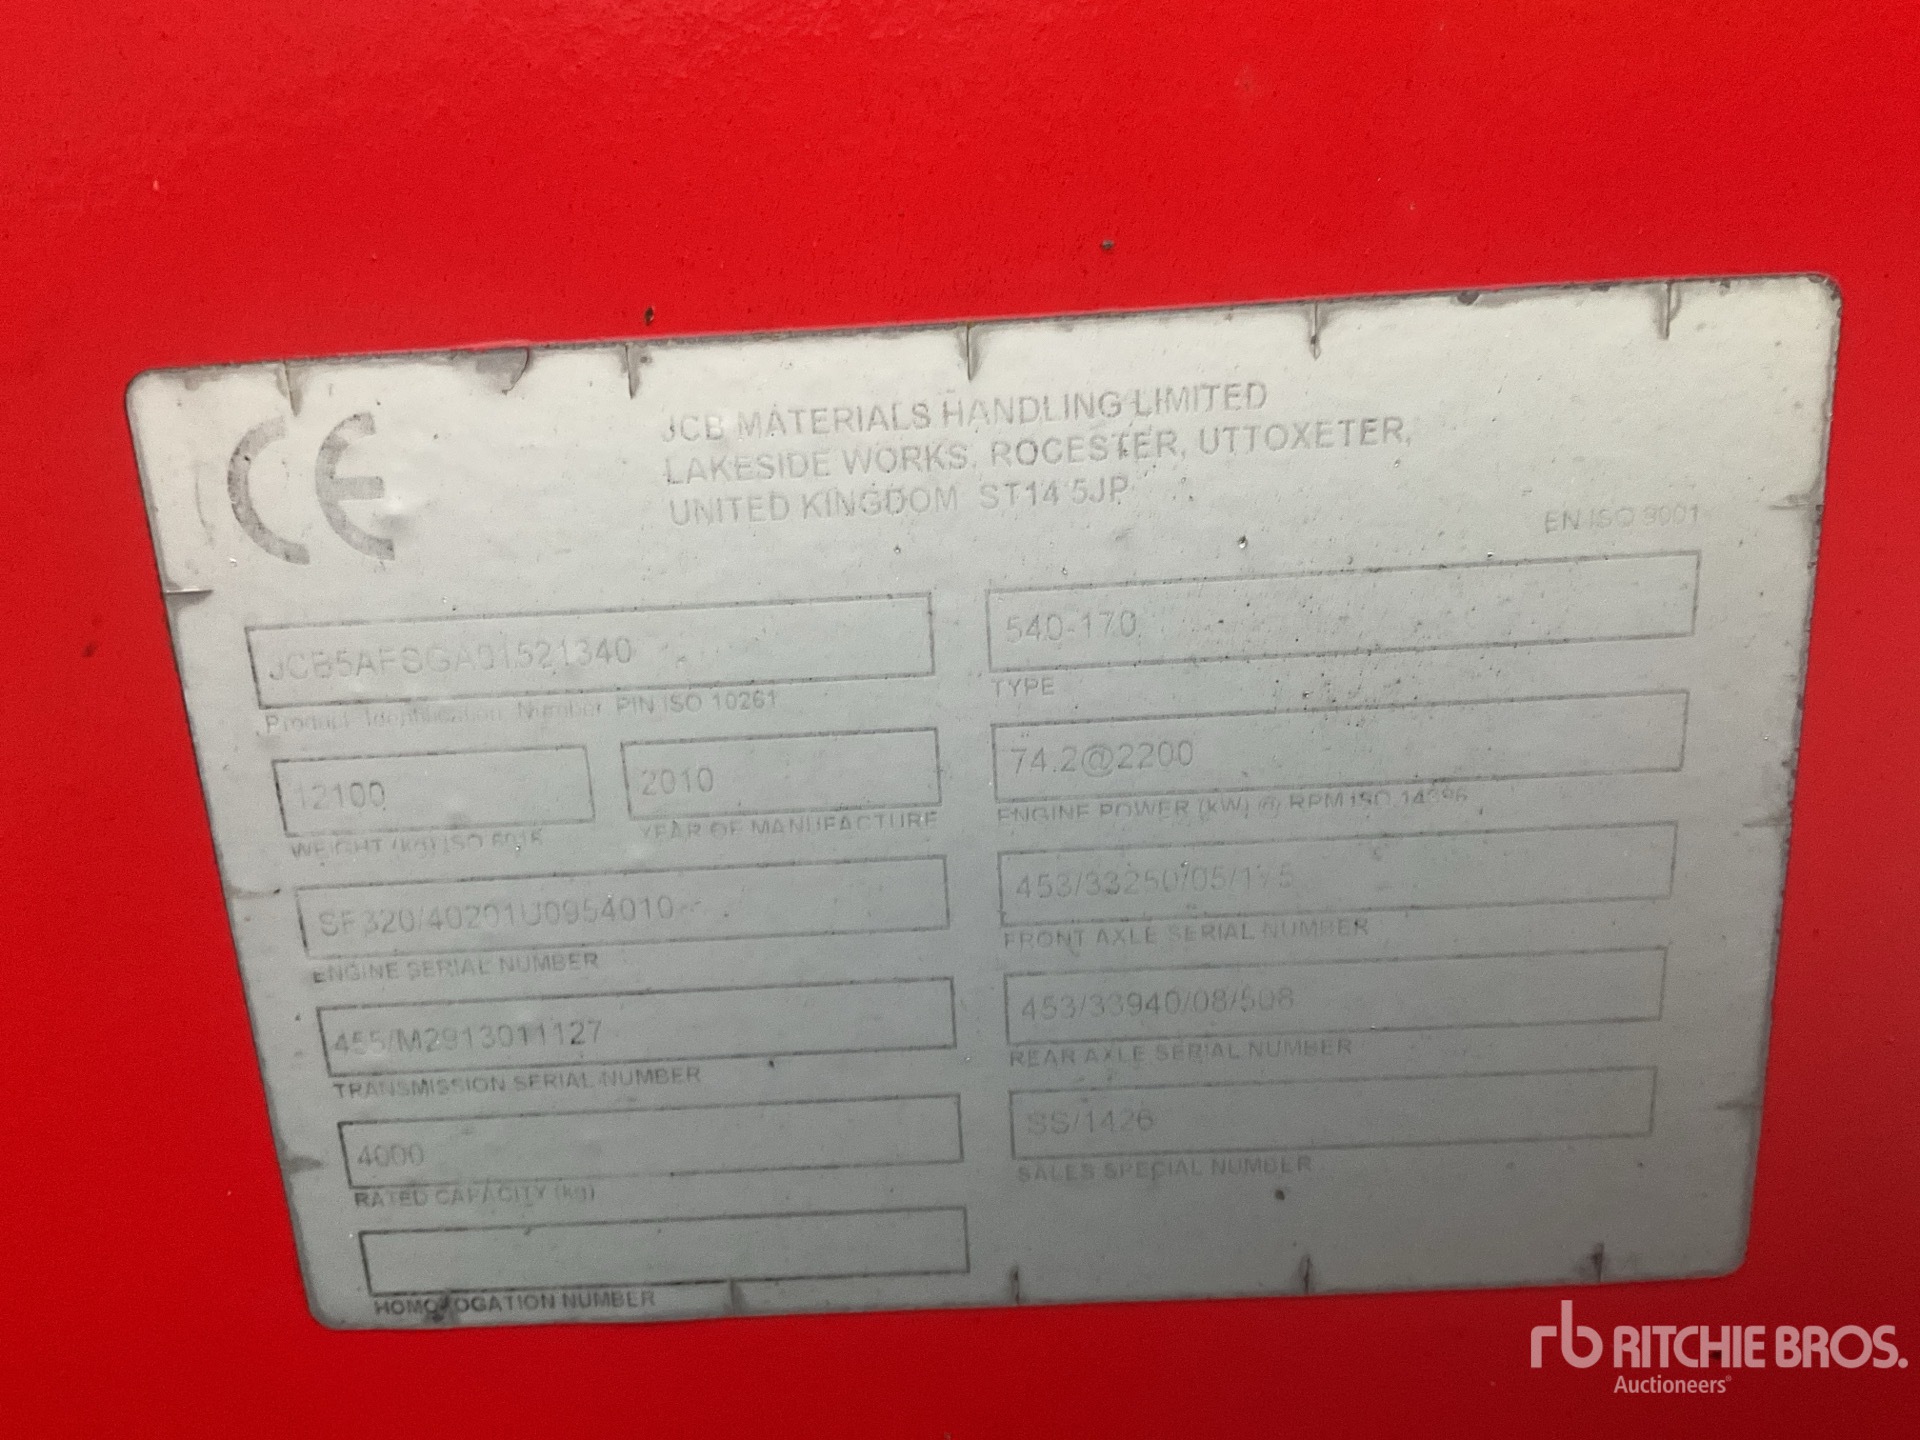 CE
JCB MATERIALS HANDLING LIMITED
LAKESIDE WORKS, ROCESTER, UTTOXETER,
UNITED KINGDOM ST14 5JP
EN ISO 9001
540-170
TYPE
Product Identification Number PIN ISO 10261
12100
WEIGHT (kg) ISO 6016
2010
YEAR OF MANUFACTURE
74.2@2200
ENGINE POWER (kW) @ RPM ISO 14396
SF320/40201U0954010
ENGINE SERIAL NUMBER
FRONT AXLE SERIAL NUMBER
455/M2913011127
TRANSMISSION SERIAL NUMBER
453/33940/08/508
REAR AXLE SERIAL NUMBER
4000
RATED CAPACITY (kg)
SS/1426
SALES SPECIAL NUMBER
HOMOLOGATION NUMBER
rb RITCHIE BROS.
Auctioneers